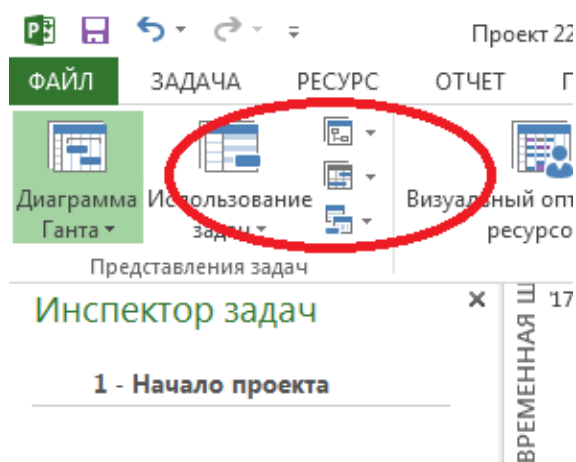 Проект 22
ФАЙЛ ЗАДАЧА РЕСУРС ОТЧЕТ
Диаграмма Ганта
Использование задач
Визуальный опт
ресурсо
Представления задач
Инспектор задач
1 - Начало проекта
'17
ВРЕМЕННАЯ Ш